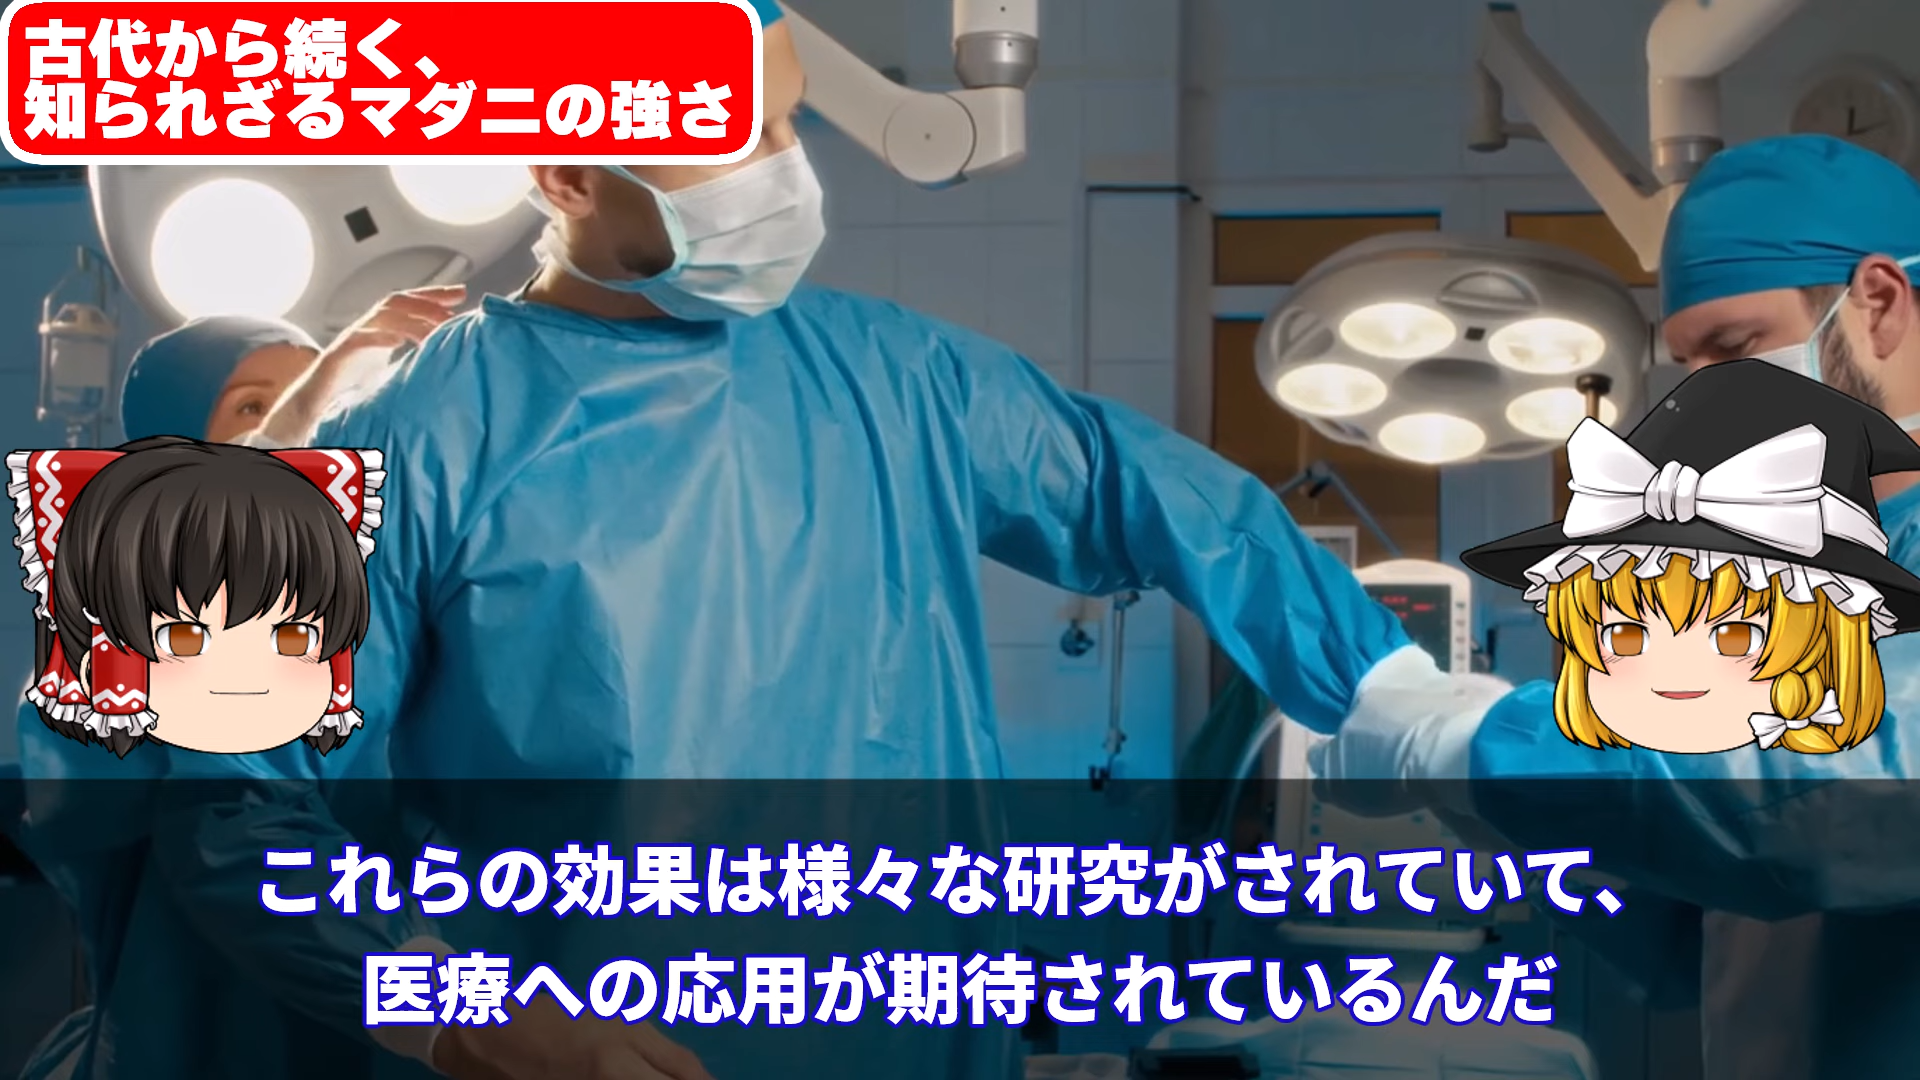 古代から続く、
知られざるマダニの強さ
これらの効果は様々な研究がされていて、
医療への応用が期待されているんだ